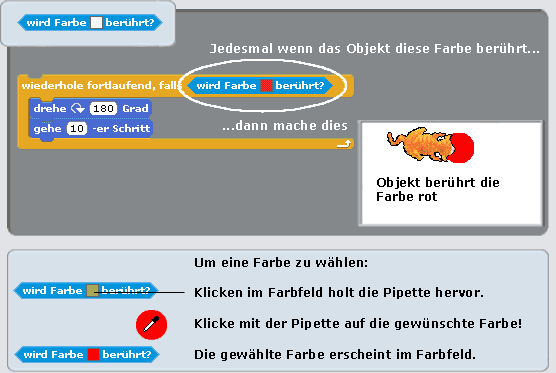 wird Farbe berührt?
Jedesmal wenn das Objekt diese Farbe berührt...
wiederhole fortlaufend, falls wird Farbe berührt?
drehe 180 Grad
gehe 10 -er Schritt
...dann mache dies
Objekt berührt die
Farbe rot
Um eine Farbe zu wählen:
wird Farbe berührt? Klicken im Farbfeld holt die Pipette hervor.
Klicke mit der Pipette auf die gewünschte Farbe!
wird Farbe berührt? Die gewählte Farbe erscheint im Farbfeld.